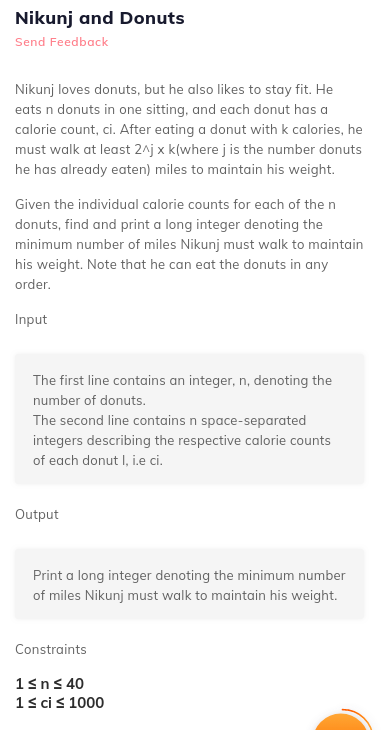 Nikunj and Donuts
Send Feedback
Nikunj loves donuts, but he also likes to stay fit. He
eats n donuts in one sitting, and each donut has a
calorie count, ci. After eating a donut with k calories, he
must walk at least 2^j x k(where j is the number donuts
he has already eaten) miles to maintain his weight.
Given the individual calorie counts for each of the n
donuts, find and print a long integer denoting the
minimum number of miles Nikunj must walk to maintain
his weight. Note that he can eat the donuts in any
order.
Input
The first line contains an integer, n, denoting the
number of donuts.
The second line contains n space-separated
integers describing the respective calorie counts
of each donut I, i.e ci.
Output
Print a long integer denoting the minimum number
of miles Nikunj must walk to maintain his weight.
Constraints
1 ≤ n ≤ 40
1 ≤ ci ≤ 1000